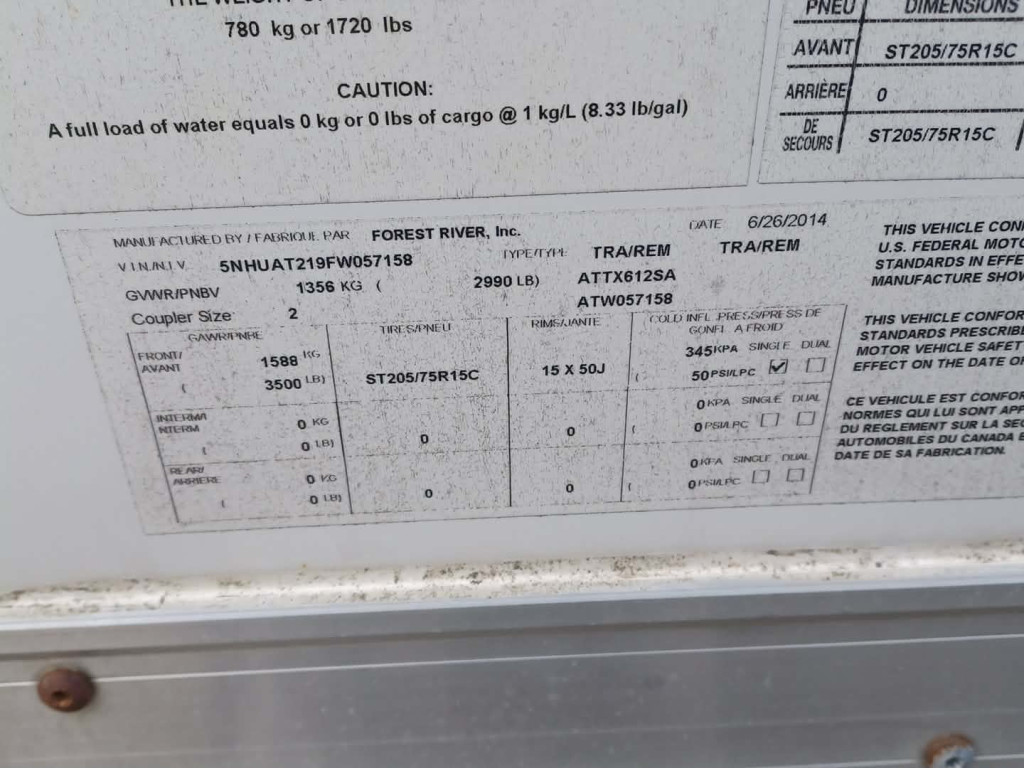 THE WEIGHT OF
780 kg or 1720 lbs
CAUTION:
A full load of water equals 0 kg or 0 lbs of cargo @ 1 kg/L (8.33 lb/gal)
PNEU DIMENSIONS
AVANT ST205/75R15C
ARRIÈRE 0
DE SECOURS ST205/75R15C
MANUFACTURED BY / FABRIQUE PAR FOREST RIVER, Inc. DATE 6/26/2014
V.I.N./N.I.V. 5NHUAT219FW057158 TYPE/TYPE TRA/REM TRA/REM
GVWR/PNBV 1356 KG ( 2990 LB) ATTX612SA
Coupler Size 2 ATW057158
GAWR/PNBE TIRES/PNEU RIMS/JANTE COLD INFL. PRESS/PRESS DE
GONFL. A FROID
FRONT/
AVANT 1588 KG ST205/75R15C 15 X 50J 345 KPA SINGLE DUAL
( 3500 LB) ( 50 PSI/LPC
INTERM/
INTERM 0 KG 0 0 0 KPA SINGLE DUAL
( 0 LB) ( 0 PSI/LPC
REAR/
ARRIERE 0 KG 0 0 0 KPA SINGLE DUAL
( 0 LB) ( 0 PSI/LPC
THIS VEHICLE CON
U.S. FEDERAL MOTO
STANDARDS IN EFFE
MANUFACTURE SHOW
THIS VEHICLE CONFOR
STANDARDS PRESCRIBE
MOTOR VEHICLE SAFET
EFFECT ON THE DATE O
CE VEHICULE EST CONFOR
NORMES QUI LUI SONT APP
DU REGLEMENT SUR LA SEC
AUTOMOBILES DU CANADA E
DATE DE SA FABRICATION.